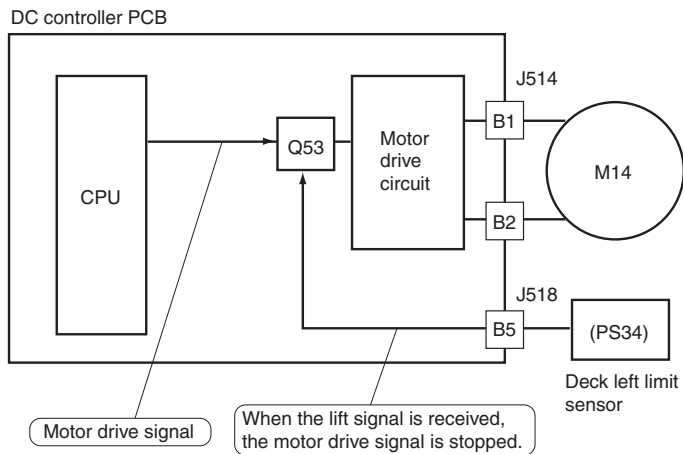 DC controller PCB
J514
B1
Q53
Motor
drive
circuit
M14
CPU
B2
J518
B5
(PS34)
Deck left limit
sensor
Motor drive signal
When the lift signal is received,
the motor drive signal is stopped.